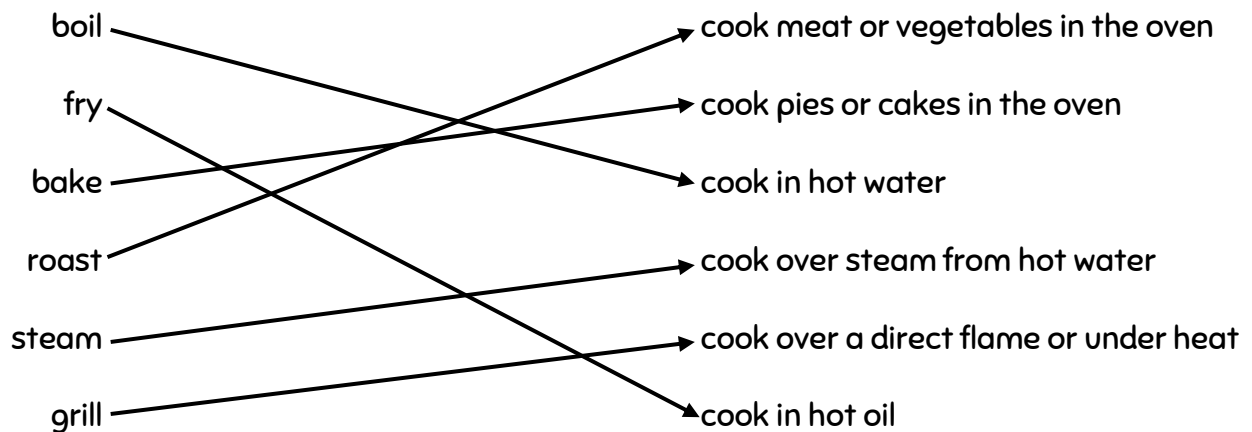 boil
fry
bake
roast
steam
grill
cook meat or vegetables in the oven
cook pies or cakes in the oven
cook in hot water
cook over steam from hot water
cook over a direct flame or under heat
cook in hot oil